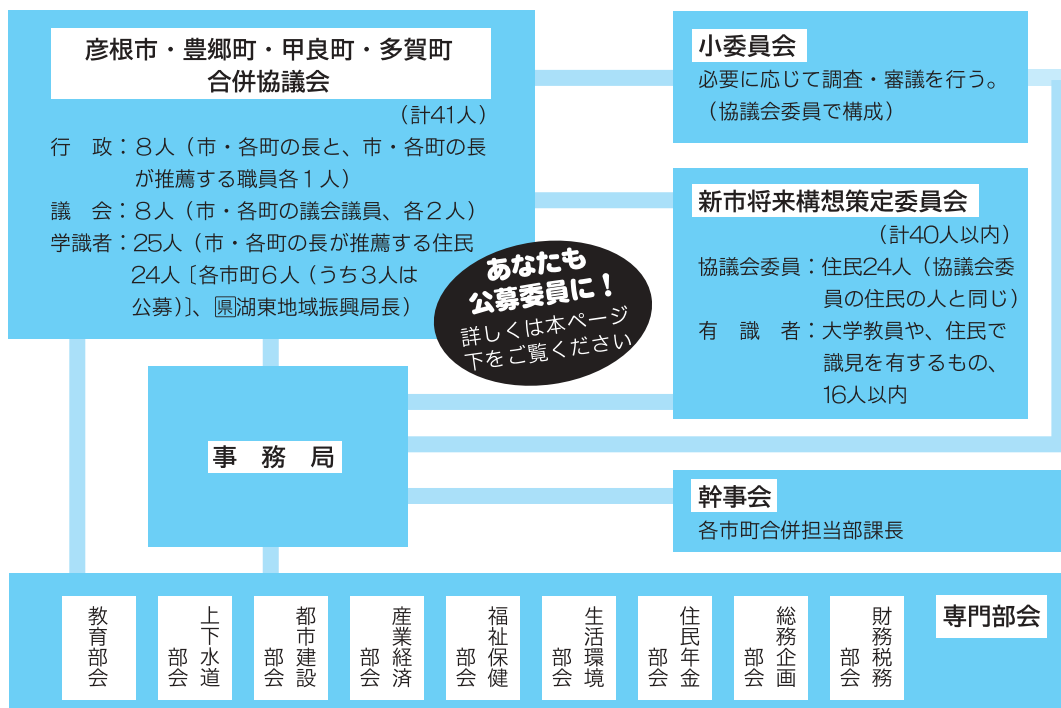 彦根市・豊郷町・甲良町・多賀町
合併協議会
（計41人）
行　政：８人（市・各町の長と、市・各町の長
が推薦する職員各１人）
議　会：８人（市・各町の議会議員、各２人）
学識者：25人（市・各町の長が推薦する住民
24人〔各市町６人（うち３人は
公募）〕、県湖東地域振興局長）
あなたも
公募委員に！
詳しくは本ページ
下をご覧ください
小委員会
必要に応じて調査・審議を行う。
（協議会委員で構成）
新市将来構想策定委員会
（計40人以内）
協議会委員：住民24人（協議会委
員の住民の人と同じ）
有　識　者：大学教員や、住民で
識見を有するもの、
16人以内
事　務　局
幹事会
各市町合併担当部課長
専門部会
財務税務
部会
総務企画
部会
住民年金
部会
生活環境
部会
福祉保健
部会
産業経済
部会
都市建設
部会
上下水道
部会
教育部会